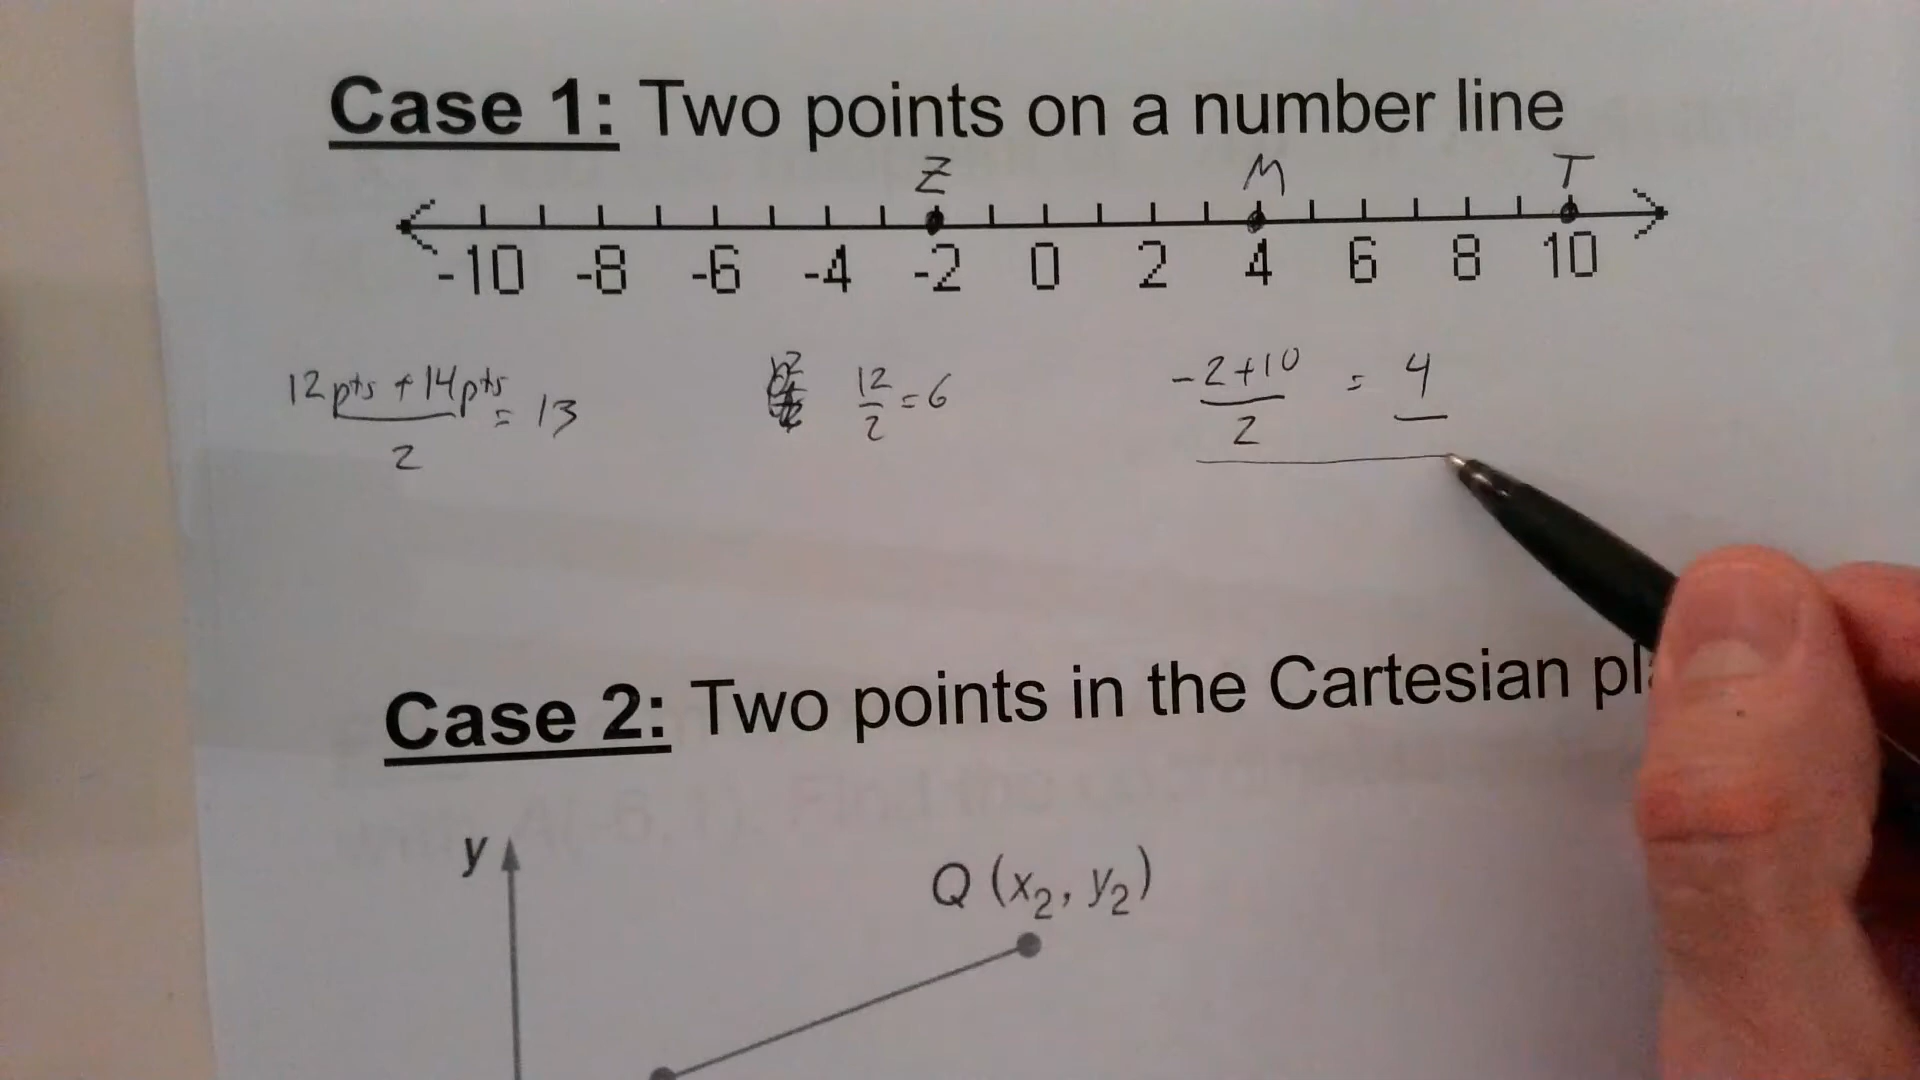 Case 1: Two points on a number line
Z M T
-10 -8 -6 -4 -2 0 2 4 6 8 10
12pts + 14pts
2
= 13
12
2
= 6
-2+10
2
= 4
Case 2: Two points in the Cartesian
y
Q (x₂, y₂)